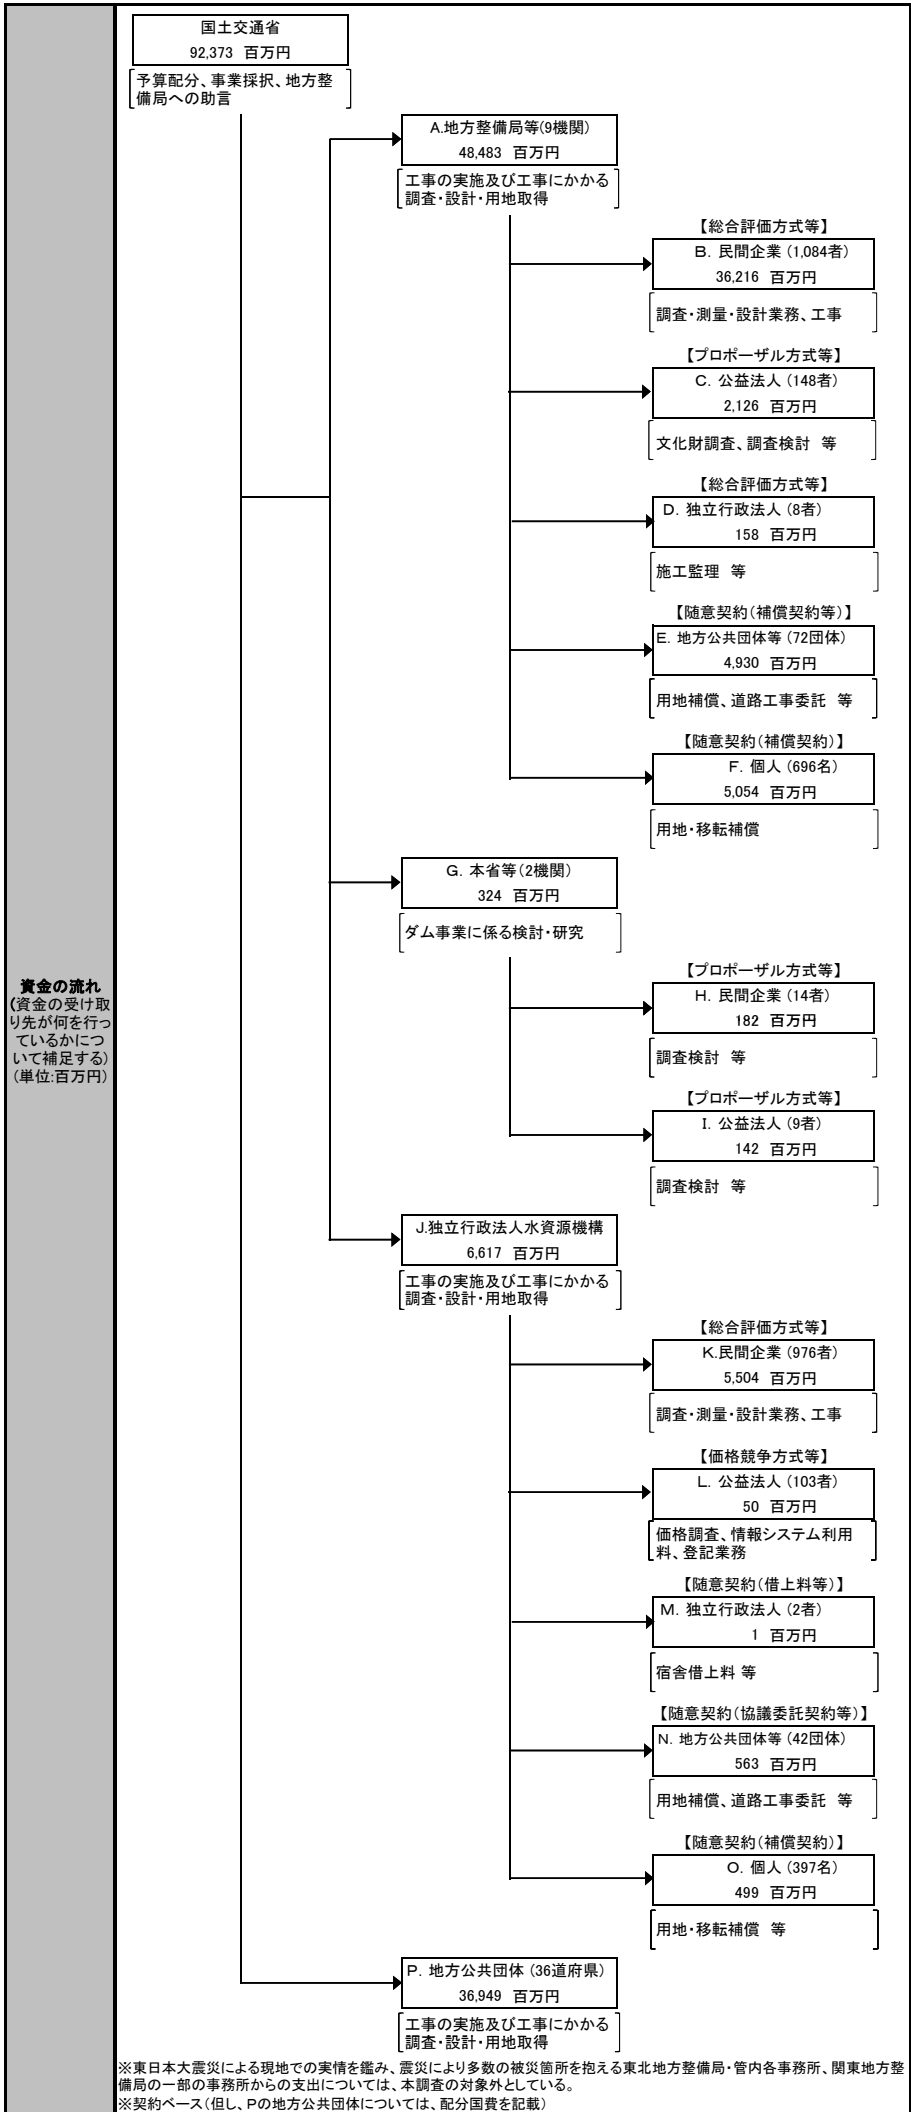 国土交通省
92,373 百万円
予算配分、事業採択、地方整
備局への助言
A.地方整備局等(9機関)
48,483 百万円
工事の実施及び工事にかかる
調査・設計・用地取得
【総合評価方式等】
B. 民間企業 (1,084者)
36,216 百万円
調査・測量・設計業務、工事
【プロポーザル方式等】
C. 公益法人 (148者)
2,126 百万円
文化財調査、調査検討 等
【総合評価方式等】
D. 独立行政法人 (8者)
158 百万円
施工監理 等
【随意契約(補償契約等)】
E. 地方公共団体等 (72団体)
4,930 百万円
用地補償、道路工事委託 等
【随意契約(補償契約)】
F. 個人 (696名)
5,054 百万円
用地・移転補償
G. 本省等(2機関)
324 百万円
ダム事業に係る検討・研究
【プロポーザル方式等】
H. 民間企業 (14者)
182 百万円
調査検討 等
【プロポーザル方式等】
I. 公益法人 (9者)
142 百万円
調査検討 等
資金の流れ
(資金の受け取
り先が何を行っ
ているかにつ
いて補足する)
(単位:百万円)
J.独立行政法人水資源機構
6,617 百万円
工事の実施及び工事にかかる
調査・設計・用地取得
【総合評価方式等】
K.民間企業 (976者)
5,504 百万円
調査・測量・設計業務、工事
【価格競争方式等】
L. 公益法人 (103者)
50 百万円
価格調査、情報システム利用
料、登記業務
【随意契約(借上料等)】
M. 独立行政法人 (2者)
1 百万円
宿舎借上料 等
【随意契約(協議委託契約等)】
N. 地方公共団体等 (42団体)
563 百万円
用地補償、道路工事委託 等
【随意契約(補償契約)】
O. 個人 (397名)
499 百万円
用地・移転補償 等
P. 地方公共団体 (36道府県)
36,949 百万円
工事の実施及び工事にかかる
調査・設計・用地取得
※東日本大震災による現地での実情を鑑み、震災により多数の被災箇所を抱える東北地方整備局・管内各事務所、関東地方整
備局の一部の事務所からの支出については、本調査の対象外としている。
※契約ベース(但し、Pの地方公共団体については、配分国費を記載)